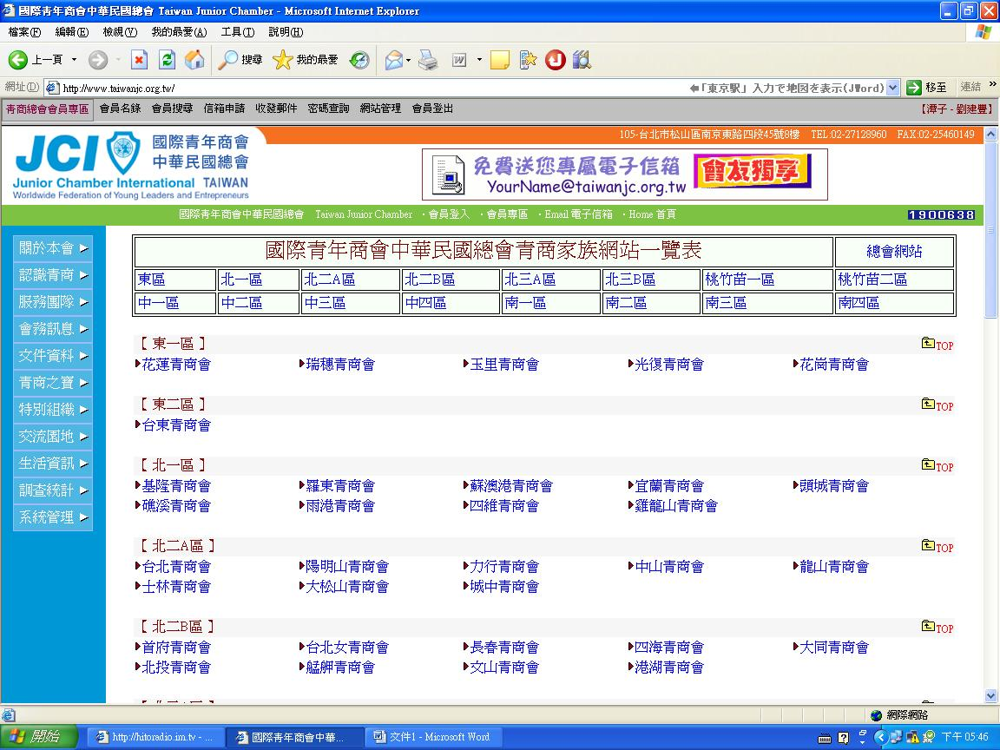 國際青年商會中華民國總會 Taiwan Junior Chamber - Microsoft Internet Explorer
檔案(F) 編輯(E) 檢視(V) 我的最愛(A) 工具(T) 說明(H)
上一頁 搜尋 我的最愛
網址(D) http://www.taiwanjc.org.tw/ 「東京駅」入力で地図を表示(JWord) 移至 連結 »
青商總會會員專區 會員名錄 會員搜尋 信箱申請 收發郵件 密碼查詢 網站管理 會員登出 【潭子 - 劉建豐】
105-台北市松山區南京東路四段45號8樓 TEL:02-27128960 FAX:02-25460149
JCI 國際青年商會
中華民國總會
Junior Chamber International TAIWAN
Worldwide Federation of Young Leaders and Entrepreneurs
免費送您專屬電子信箱
YourName@taiwanjc.org.tw
會友獨享
國際青年商會中華民國總會 Taiwan Junior Chamber ‧會員登入 ‧會員專區 ‧Email 電子信箱 ‧Home 首頁 1900638
關於本會
認識青商
服務團隊
會務訊息
文件資料
青商之寶
特別組織
交流園地
生活資訊
調查統計
系統管理
國際青年商會中華民國總會青商家族網站一覽表 總會網站
東區 北一區 北二A區 北二B區 北三A區 北三B區 桃竹苗一區 桃竹苗二區
中一區 中二區 中三區 中四區 南一區 南二區 南三區 南四區
【 東一區 】 TOP
花蓮青商會 瑞穗青商會 玉里青商會 光復青商會 花崗青商會
【 東二區 】 TOP
台東青商會
【 北一區 】 TOP
基隆青商會 羅東青商會 蘇澳港青商會 宜蘭青商會 頭城青商會
礁溪青商會 雨港青商會 四維青商會 雞籠山青商會
【 北二A區 】 TOP
台北青商會 陽明山青商會 力行青商會 中山青商會 龍山青商會
士林青商會 大松山青商會 城中青商會
【 北二B區 】 TOP
首府青商會 台北女青商會 長春青商會 四海青商會 大同青商會
北投青商會 艋舺青商會 文山青商會 港湖青商會
網際網路
開始 http://hitoradio.im.tv - ... 國際青年商會中華... 文件1 - Microsoft Word 下午 05:46